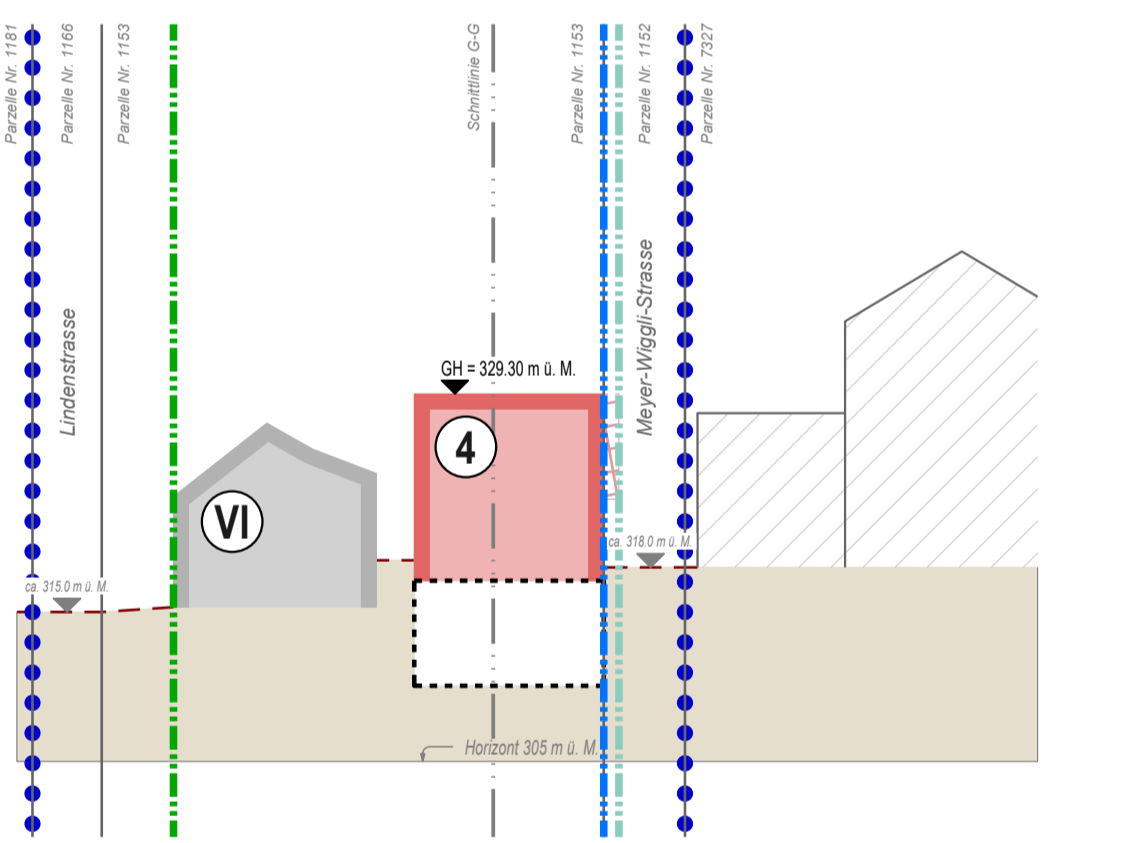 Parzelle Nr. 1181
Parzelle Nr. 1166
Parzelle Nr. 1153
Schnittlinie G-G
Parzelle Nr. 1153
Parzelle Nr. 1152
Parzelle Nr. 7327
Lindenstrasse
Meyer-Wiggli-Strasse
GH = 329.30 m ü. M.
4
VI
ca. 318.0 m ü. M.
ca. 315.0 m ü. M.
Horizont 305 m ü. M.